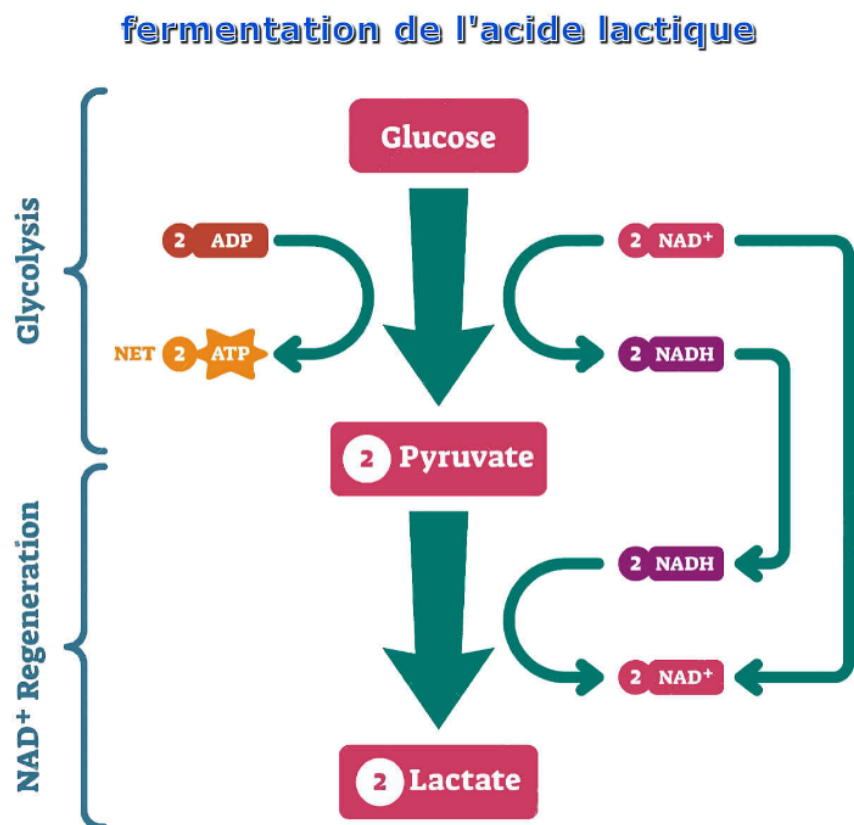 fermentation de l'acide lactique
Glucose
Glycolysis
2 ADP
2 NAD⁺
NET 2 ATP
2 NADH
2 Pyruvate
NAD⁺ Regeneration
2 NADH
2 NAD⁺
2 Lactate